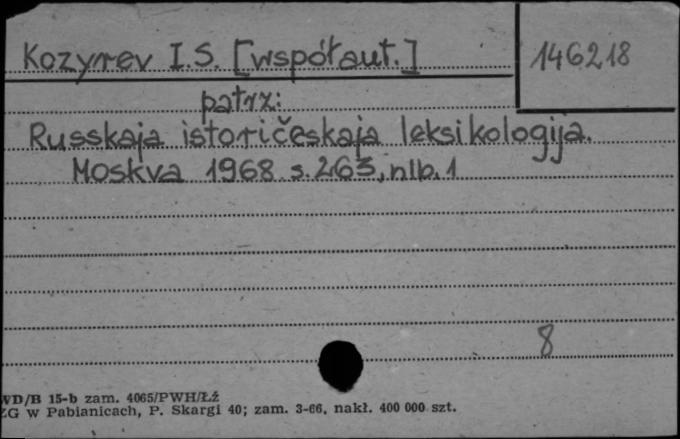 Kozyrev I.S. [współaut.]
146218
patrz:
Russkaja istoričeskaja leksikologija.
Moskva 1968 s.263, nlb.1
8
WD/B 15-b zam. 4065/PWH/Łź
ZG w Pabianicach, P. Skargi 40; zam. 3-66, nakł. 400 000 szt.